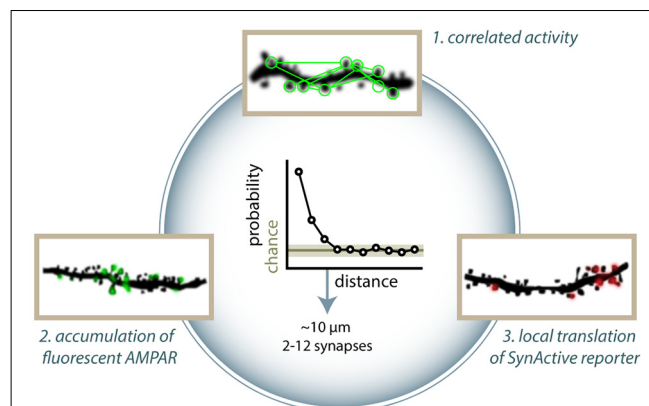 1. correlated activity
probability
chance
distance
~10 µm
2-12 synapses
2. accumulation of
fluorescent AMPAR
3. local translation
of SynActive reporter